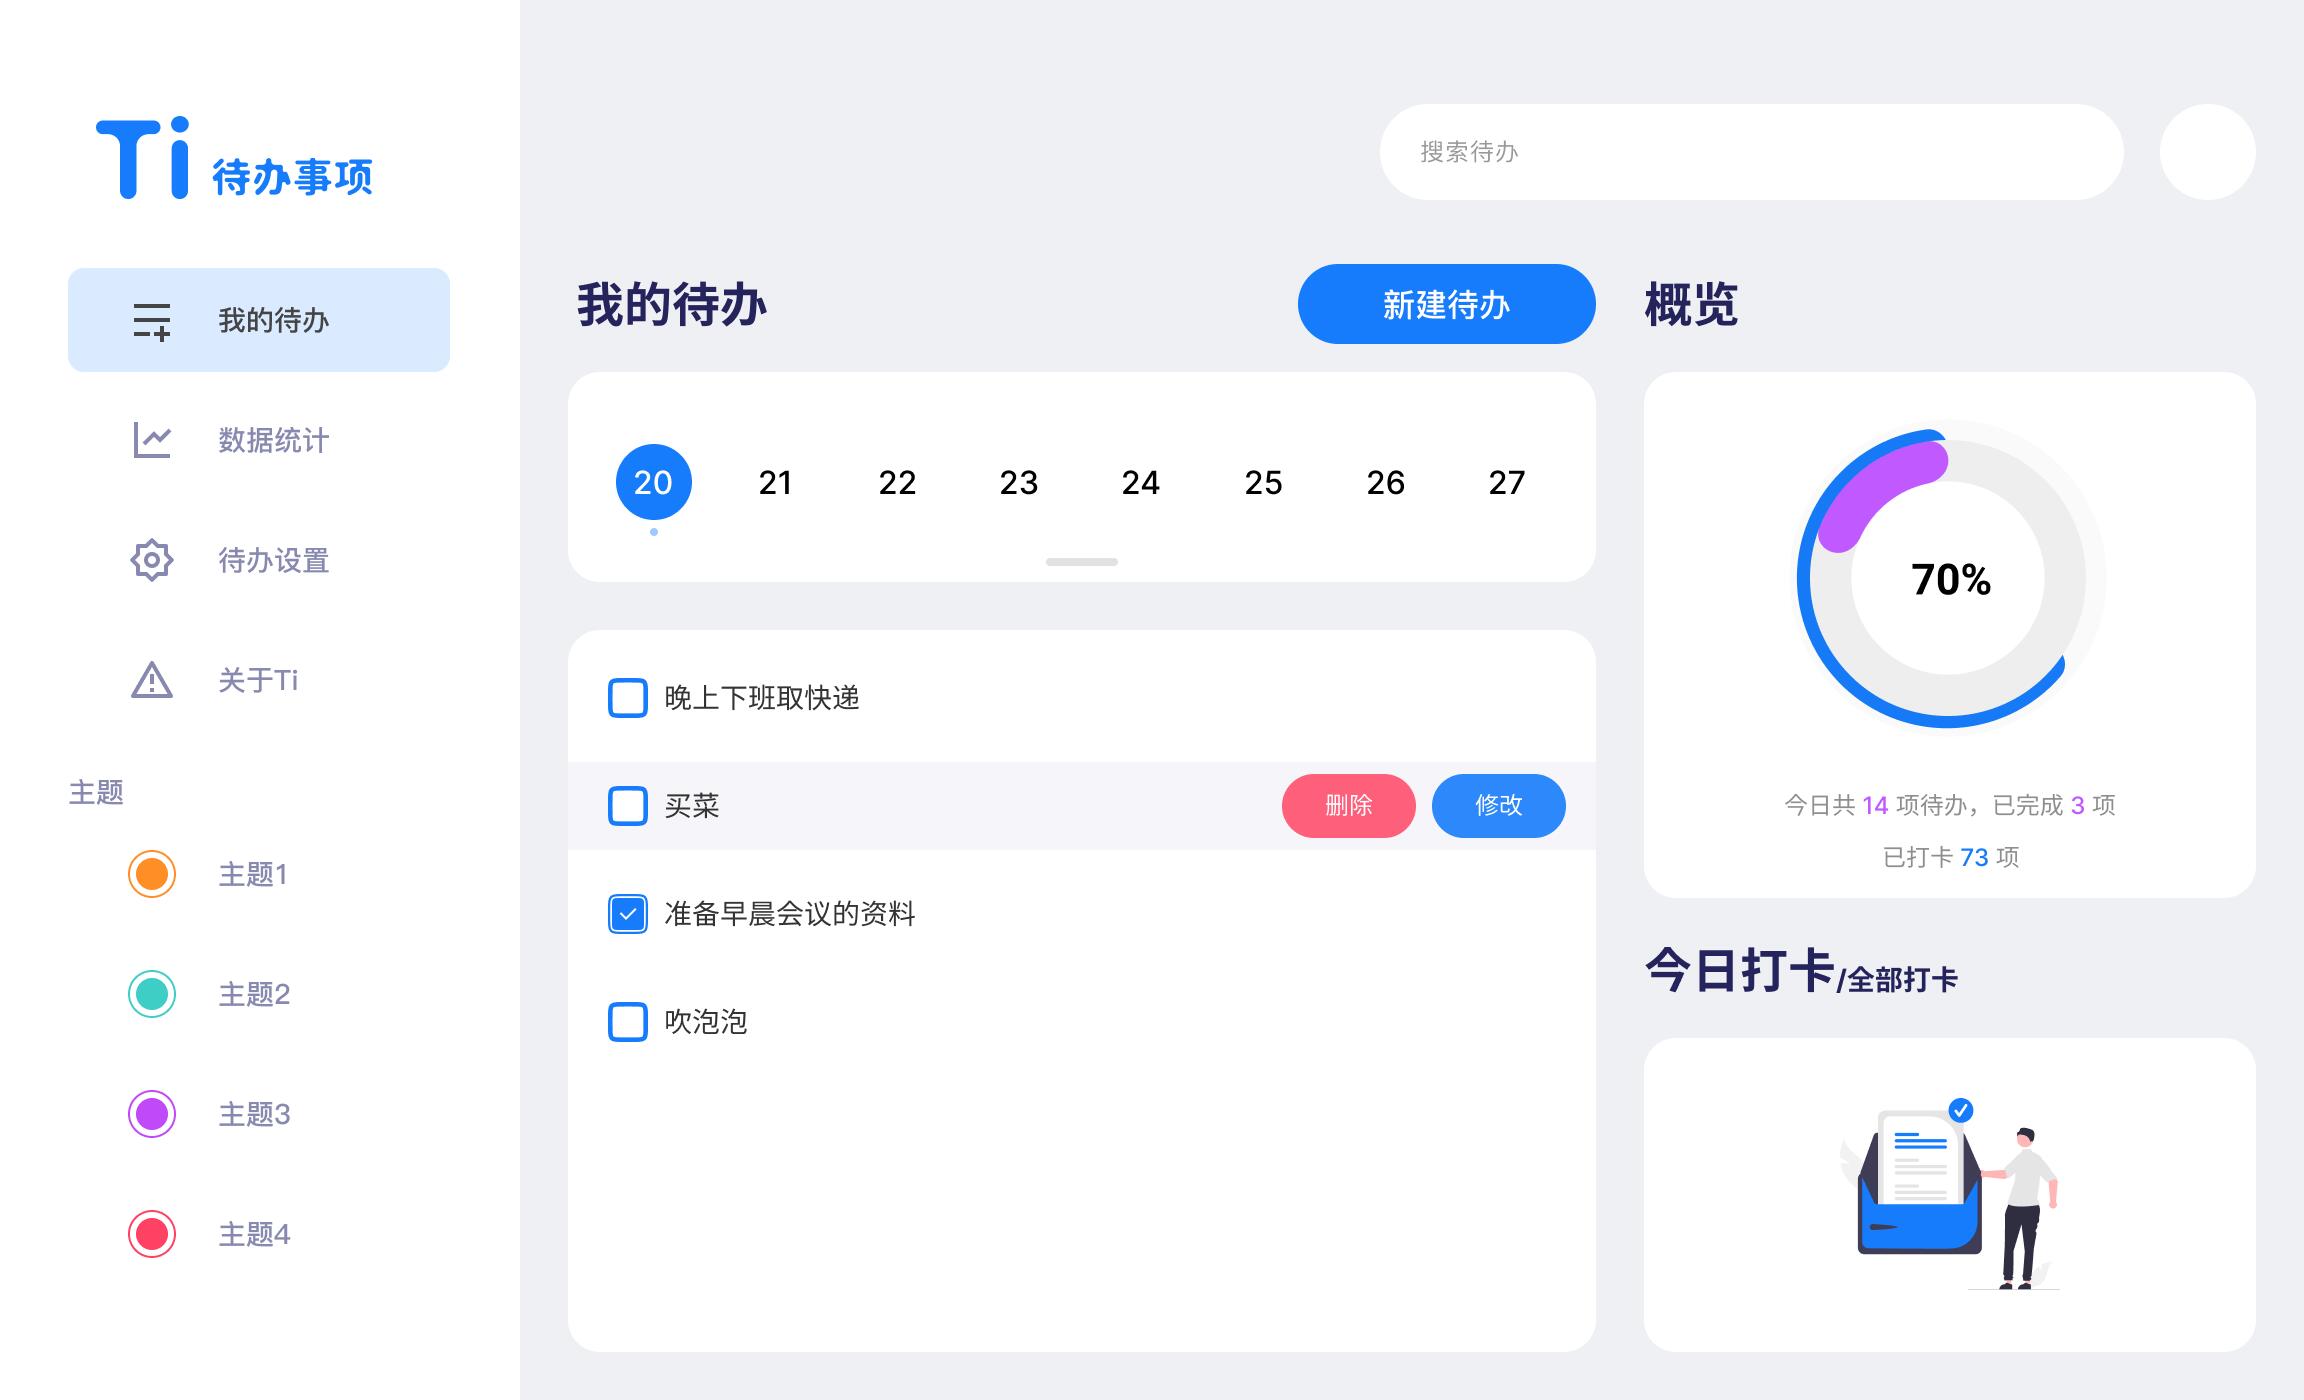 Ti 待办事项
我的待办
数据统计
待办设置
关于Ti
主题
主题1
主题2
主题3
主题4
搜索待办
我的待办
新建待办
20 21 22 23 24 25 26 27
晚上下班取快递
买菜
删除 修改
准备早晨会议的资料
吹泡泡
概览
70%
今日共 14 项待办，已完成 3 项
已打卡 73 项
今日打卡/全部打卡